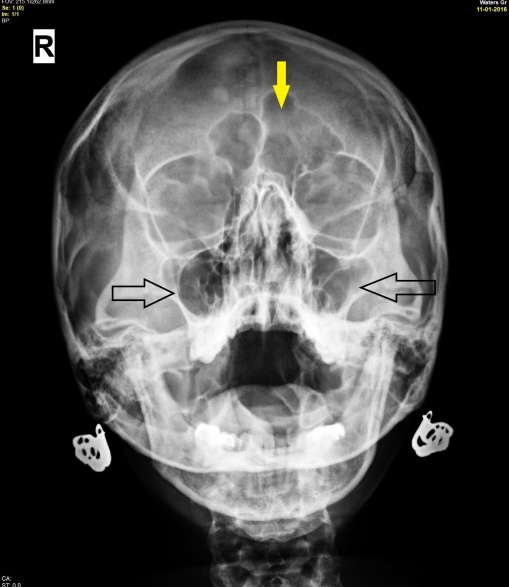 FOV: 215.1x262.8mm
Se: 1 (0)
Im: 1/1
BP:
Waters Gr
11-01-2016
R
CA:
ST: 0.0